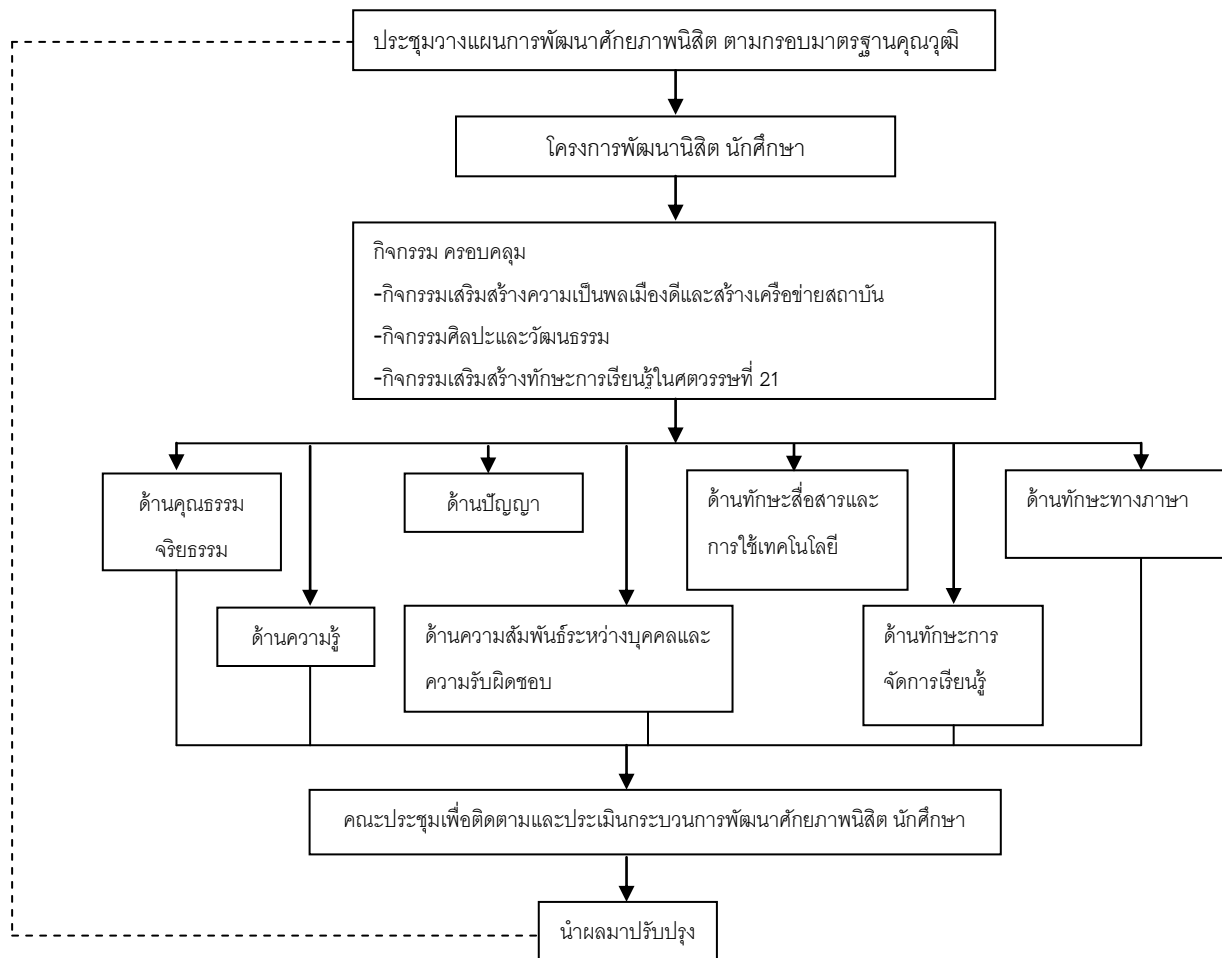 ประชุมวางแผนการพัฒนาศักยภาพนิสิต ตามกรอบมาตรฐานคุณวุฒิ
โครงการพัฒนานิสิต นักศึกษา
กิจกรรม ครอบคลุม
-กิจกรรมเสริมสร้างความเป็นพลเมืองดีและสร้างเครือข่ายสถาบัน
-กิจกรรมศิลปะและวัฒนธรรม
-กิจกรรมเสริมสร้างทักษะการเรียนรู้ในศตวรรษที่ 21
ด้านคุณธรรม
จริยธรรม
ด้านปัญญา
ด้านทักษะสื่อสารและ
การใช้เทคโนโลยี
ด้านทักษะทางภาษา
ด้านความรู้
ด้านความสัมพันธ์ระหว่างบุคคลและ
ความรับผิดชอบ
ด้านทักษะการ
จัดการเรียนรู้
คณะประชุมเพื่อติดตามและประเมินกระบวนการพัฒนาศักยภาพนิสิต นักศึกษา
นำผลมาปรับปรุง